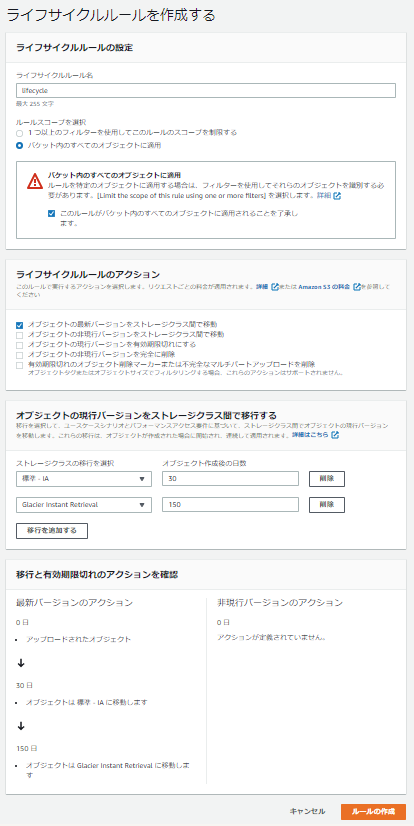 ライフサイクルルールを作成する
ライフサイクルルールの設定
ライフサイクルルール名
lifecycle
最大 255 文字
ルールスコープを選択
1 つ以上のフィルターを使用してこのルールのスコープを制限する
バケット内のすべてのオブジェクトに適用
バケット内のすべてのオブジェクトに適用
ルールを特定のオブジェクトに適用する場合は、フィルターを使用してそれらのオブジェクトを識別する必
要があります。[Limit the scope of this rule using one or more filters] を選択します。詳細
このルールがバケット内のすべてのオブジェクトに適用されることを了承し
ます。
ライフサイクルルールのアクション
このルールで実行するアクションを選択します。リクエストごとの料金が適用されます。詳細 または Amazon S3 の料金 を参照して
ください
オブジェクトの最新バージョンをストレージクラス間で移動
オブジェクトの非現行バージョンをストレージクラス間で移動
オブジェクトの現行バージョンを有効期限切れにする
オブジェクトの非現行バージョンを完全に削除
有効期限切れのオブジェクト削除マーカーまたは不完全なマルチパートアップロードを削除
オブジェクトタグまたはオブジェクトサイズでフィルタリングする場合、これらのアクションはサポートされません。
オブジェクトの現行バージョンをストレージクラス間で移行する
移行を選択して、ユースケースシナリオとパフォーマンスアクセス要件に基づいて、ストレージクラス間でオブジェクトの現行バージョン
を移動します。これらの移行は、オブジェクトが作成された場合に開始され、連続して適用されます。詳細はこちら
ストレージクラスの移行を選択 オブジェクト作成後の日数
標準 - IA 30 削除
Glacier Instant Retrieval 150 削除
移行を追加する
移行と有効期限切れのアクションを確認
最新バージョンのアクション
0 日
アップロードされたオブジェクト
30 日
オブジェクトは 標準 - IA に移動します
150 日
オブジェクトは Glacier Instant Retrieval に移動しま
す
非現行バージョンのアクション
0 日
アクションが定義されていません。
キャンセル ルールの作成